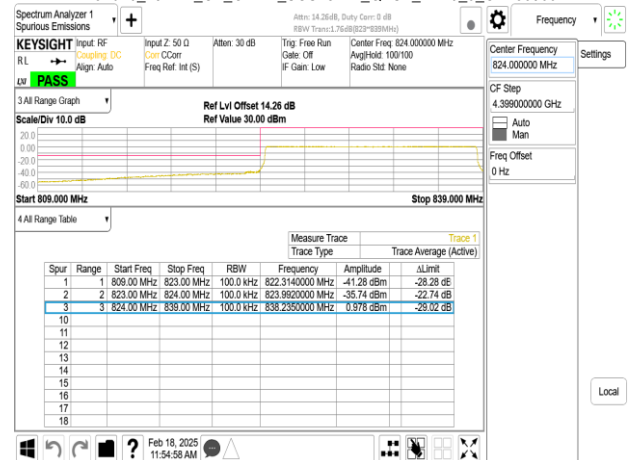 Spectrum Analyzer 1
Spurious Emissions
Attn: 14.26dB, Duty Corr: 0 dB
RBW Trans:1.76dB(823~839MHz)
Frequency
KEYSIGHT
RL
LXI
PASS
Input: RF
Coupling: DC
Align: Auto
Input Z: 50 Ω
Corr CCorr
Freq Ref: Int (S)
Atten: 30 dB
Trig: Free Run
Gate: Off
IF Gain: Low
Center Freq: 824.000000 MHz
Avg|Hold: 100/100
Radio Std: None
Center Frequency
824.000000 MHz
Settings
CF Step
4.399000000 GHz
Auto
Man
Freq Offset
0 Hz
3 All Range Graph
Scale/Div 10.0 dB
Ref Lvl Offset 14.26 dB
Ref Value 30.00 dBm
20.0
0.00
-20.0
-40.0
-60.0
Start 809.000 MHz
Stop 839.000 MHz
4 All Range Table
Measure Trace Trace 1
Trace Type Trace Average (Active)
Spur Range Start Freq Stop Freq RBW Frequency Amplitude ΔLimit
1 1 809.00 MHz 823.00 MHz 100.0 kHz 822.3140000 MHz -41.28 dBm -28.28 dB
2 2 823.00 MHz 824.00 MHz 100.0 kHz 823.9920000 MHz -35.74 dBm -22.74 dB
3 3 824.00 MHz 839.00 MHz 100.0 kHz 838.2350000 MHz 0.978 dBm -29.02 dB
10
11
12
13
14
15
16
17
18
Local
Feb 18, 2025
11:54:58 AM